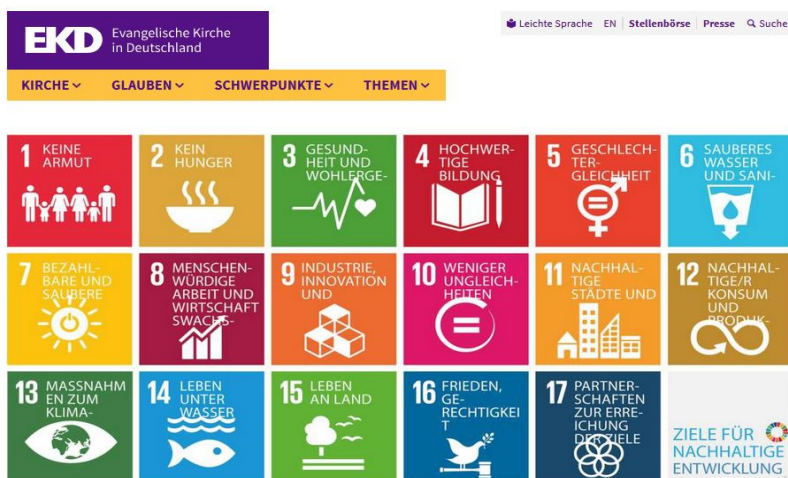 EKD Evangelische Kirche
in Deutschland
Leichte Sprache EN Stellenbörse Presse Suche
KIRCHE GLAUBEN SCHWERPUNKTE THEMEN
1 KEINE
ARMUT
2 KEIN
HUNGER
3 GESUND-
HEIT UND
WOHLERGE-
4 HOCHWER-
TIGE
BILDUNG
5 GESCHLECH-
TER-
GLEICHHEIT
6 SAUBERES
WASSER
UND SANI-
7 BEZAHL-
BARE UND
SAUBERE
8 MENSCHEN-
WÜRDIGE
ARBEIT UND
WIRTSCHAFT
SWACHS-
9 INDUSTRIE,
INNOVATION
UND
10 WENIGER
UNGLEICH-
HEITEN
11 NACHHAL-
TIGE
STÄDTE UND
12 NACHHAL-
TIGE/R
KONSUM
UND
PRODUK-
13 MASSNAHM
EN ZUM
KLIMA-
14 LEBEN
UNTER
WASSER
15 LEBEN
AN LAND
16 FRIEDEN,
GE-
RECHTIGKEI
T
17 PARTNER-
SCHAFTEN
ZUR ERRE-
ICHUNG
DER ZIELE
ZIELE FÜR
NACHHALTIGE
ENTWICKLUNG